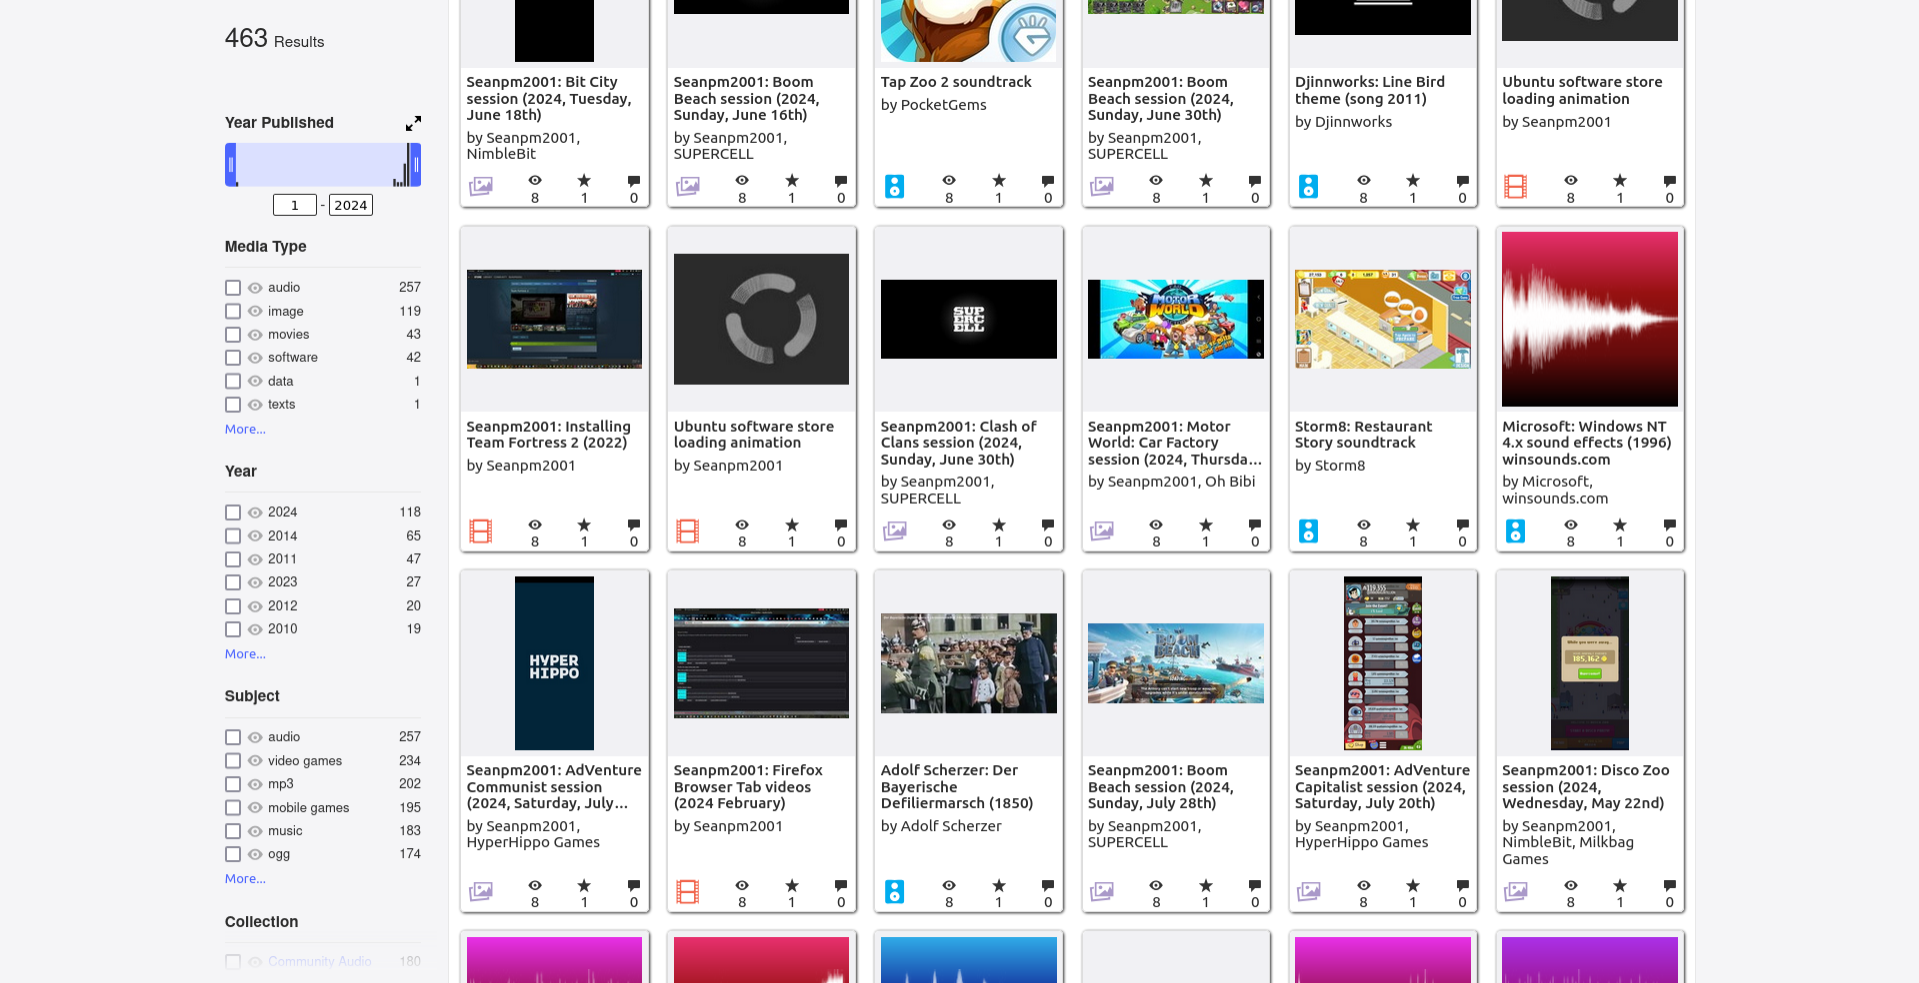 463 Results
Year Published
1 - 2024
Media Type
audio 257
image 119
movies 43
software 42
data 1
texts 1
More...
Year
2024 118
2014 65
2011 47
2023 27
2012 20
2010 19
More...
Subject
audio 257
video games 234
mp3 202
mobile games 195
music 183
ogg 174
More...
Collection
Community Audio 180
Seanpm2001: Bit City
session (2024, Tuesday,
June 18th)
by Seanpm2001,
NimbleBit
8 1 0
Seanpm2001: Boom
Beach session (2024,
Sunday, June 16th)
by Seanpm2001,
SUPERCELL
8 1 0
Tap Zoo 2 soundtrack
by PocketGems
8 1 0
Seanpm2001: Boom
Beach session (2024,
Sunday, June 30th)
by Seanpm2001,
SUPERCELL
8 1 0
Djinnworks: Line Bird
theme (song 2011)
by Djinnworks
8 1 0
Ubuntu software store
loading animation
by Seanpm2001
8 1 0
Seanpm2001: Installing
Team Fortress 2 (2022)
by Seanpm2001
8 1 0
Ubuntu software store
loading animation
by Seanpm2001
8 1 0
SUP
ERC
ELL
Seanpm2001: Clash of
Clans session (2024,
Sunday, June 30th)
by Seanpm2001,
SUPERCELL
8 1 0
MOTOR
WORLD
Seanpm2001: Motor
World: Car Factory
session (2024, Thursda...
by Seanpm2001, Oh Bibi
8 1 0
Storm8: Restaurant
Story soundtrack
by Storm8
8 1 0
Microsoft: Windows NT
4.x sound effects (1996)
winsounds.com
by Microsoft,
winsounds.com
8 1 0
HYPER
HIPPO
Seanpm2001: AdVenture
Communist session
(2024, Saturday, July...
by Seanpm2001,
HyperHippo Games
8 1 0
Seanpm2001: Firefox
Browser Tab videos
(2024 February)
by Seanpm2001
8 1 0
Adolf Scherzer: Der
Bayerische
Defiliermarsch (1850)
by Adolf Scherzer
8 1 0
BOOM
BEACH
Seanpm2001: Boom
Beach session (2024,
Sunday, July 28th)
by Seanpm2001,
SUPERCELL
8 1 0
Seanpm2001: AdVenture
Capitalist session (2024,
Saturday, July 20th)
by Seanpm2001,
HyperHippo Games
8 1 0
While you were away...
185,162
Seanpm2001: Disco Zoo
session (2024,
Wednesday, May 22nd)
by Seanpm2001,
NimbleBit, Milkbag
Games
8 1 0